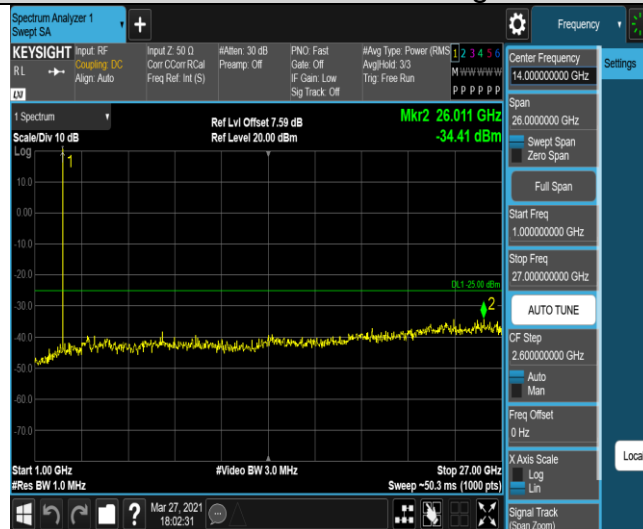 Spectrum Analyzer 1
Swept SA
Frequency
KEYSIGHT
Input: RF
Input Z: 50 Ω
#Atten: 30 dB
PNO: Fast
#Avg Type: Power (RMS
1 2 3 4 5 6
R L
Coupling: DC
Corr CCorr RCal
Preamp: Off
Gate: Off
Avg|Hold: 3/3
M W W W W W
Align: Auto
Freq Ref: Int (S)
IF Gain: Low
Trig: Free Run
Sig Track: Off
P P P P P P
LXI
1 Spectrum
Ref Lvl Offset 7.59 dB
Mkr2 26.011 GHz
Scale/Div 10 dB
Ref Level 20.00 dBm
-34.41 dBm
Log
1
10.0
0.00
-10.0
-20.0
DL1 -25.00 dBm
2
-30.0
-40.0
-50.0
-60.0
-70.0
Start 1.00 GHz
#Video BW 3.0 MHz
Stop 27.00 GHz
#Res BW 1.0 MHz
Sweep ~50.3 ms (1000 pts)
Mar 27, 2021
18:02:31
Center Frequency
14.000000000 GHz
Settings
Span
26.0000000 GHz
Swept Span
Zero Span
Full Span
Start Freq
1.000000000 GHz
Stop Freq
27.000000000 GHz
AUTO TUNE
CF Step
2.600000000 GHz
Auto
Man
Freq Offset
0 Hz
X Axis Scale
Log
Lin
Local
Signal Track
(Span Zoom)